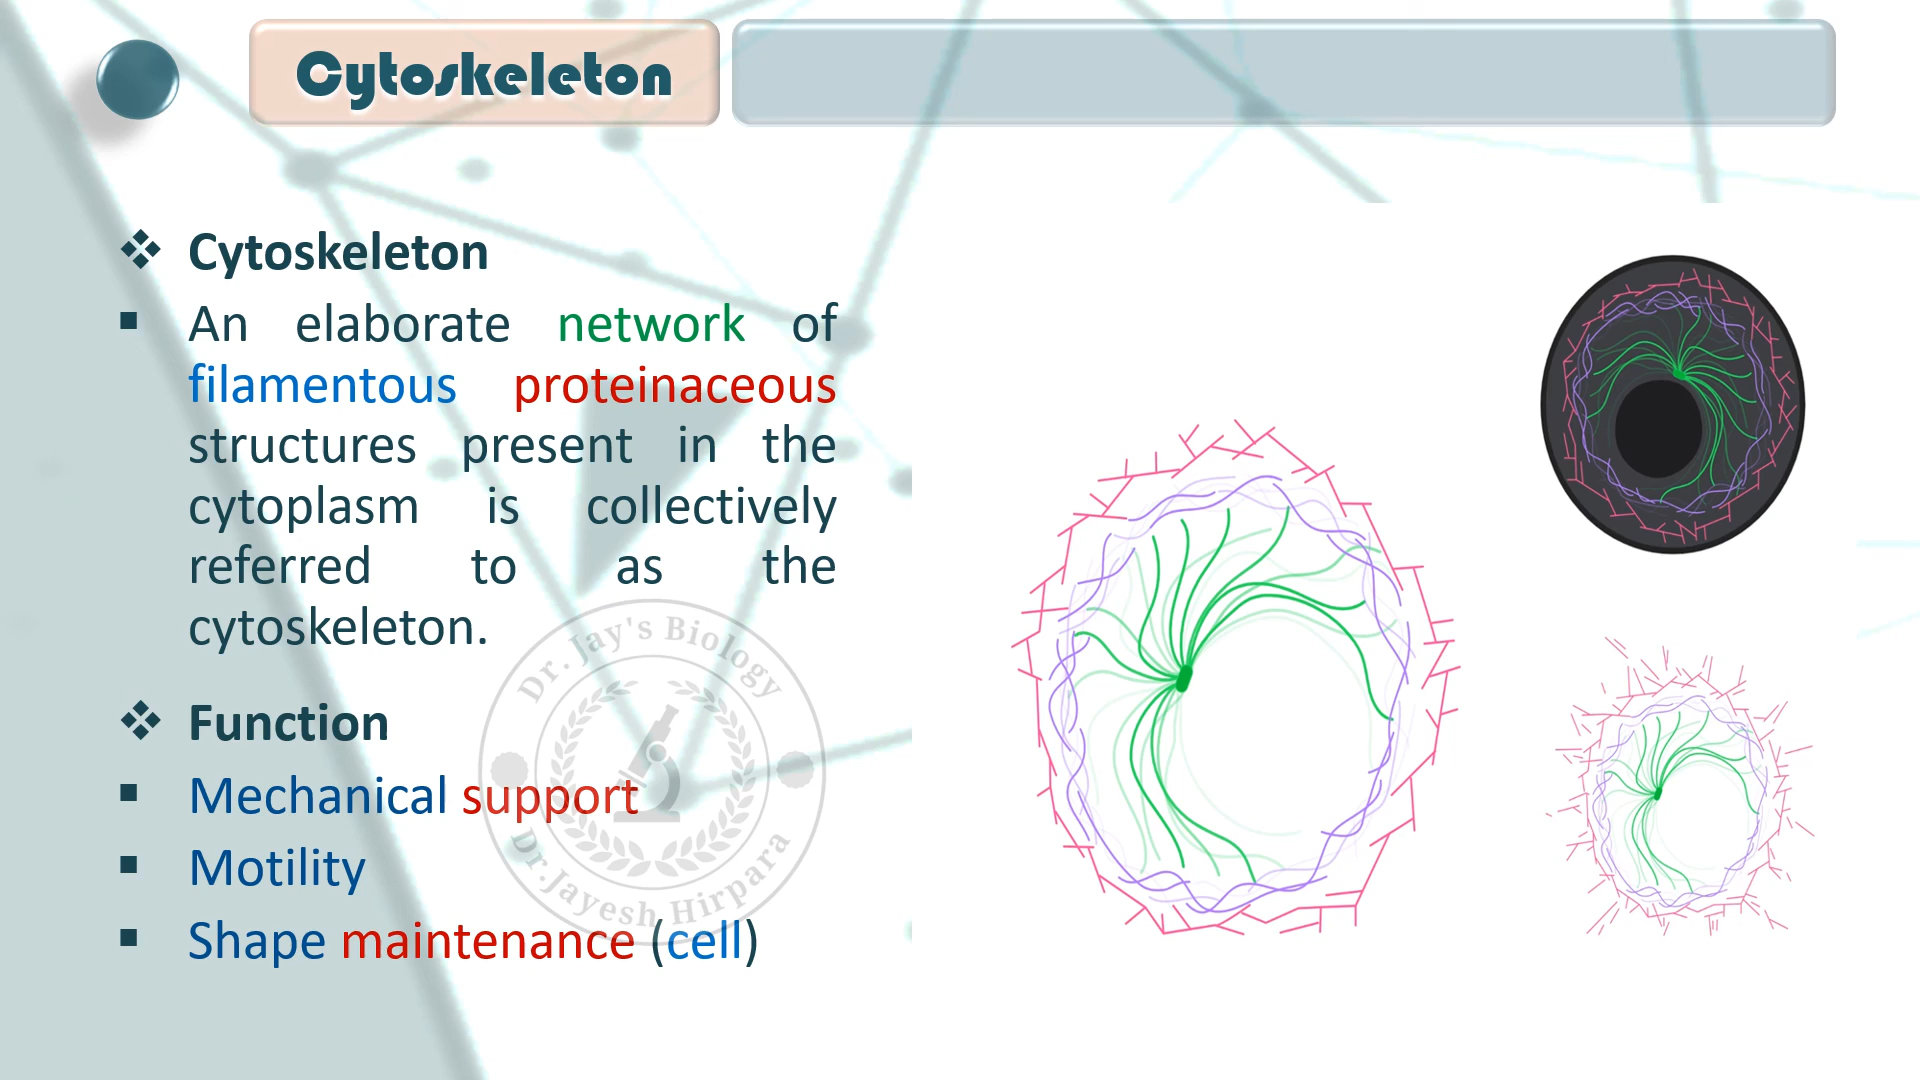 Cytoskeleton
❖ Cytoskeleton
▪ An elaborate network of
filamentous proteinaceous
structures present in the
cytoplasm is collectively
referred to as the
cytoskeleton.
❖ Function
▪ Mechanical support
▪ Motility
▪ Shape maintenance (cell)
Dr. Jay's Biology
Dr.Jayesh Hirpara